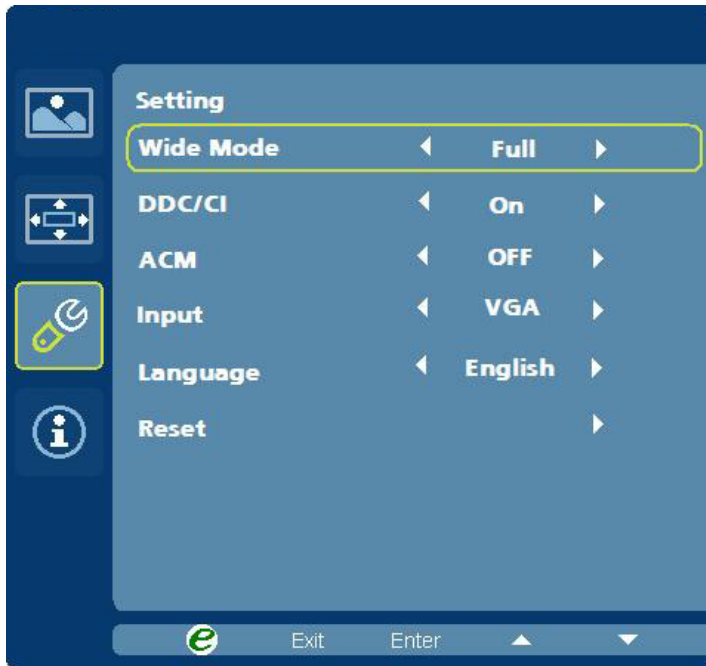 Setting
Wide Mode Full
DDC/CI On
ACM OFF
Input VGA
Language English
Reset
e Exit Enter